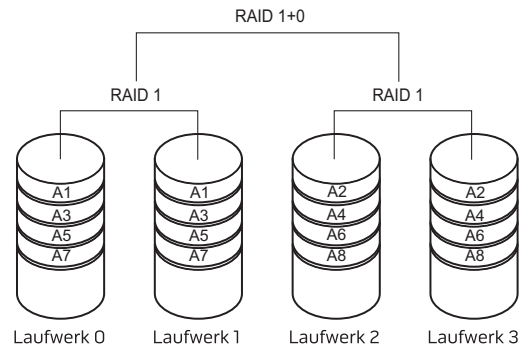 RAID 1+0
RAID 1 RAID 1
A1 A1 A2 A2
A3 A3 A4 A4
A5 A5 A6 A6
A7 A7 A8 A8
Laufwerk 0 Laufwerk 1 Laufwerk 2 Laufwerk 3